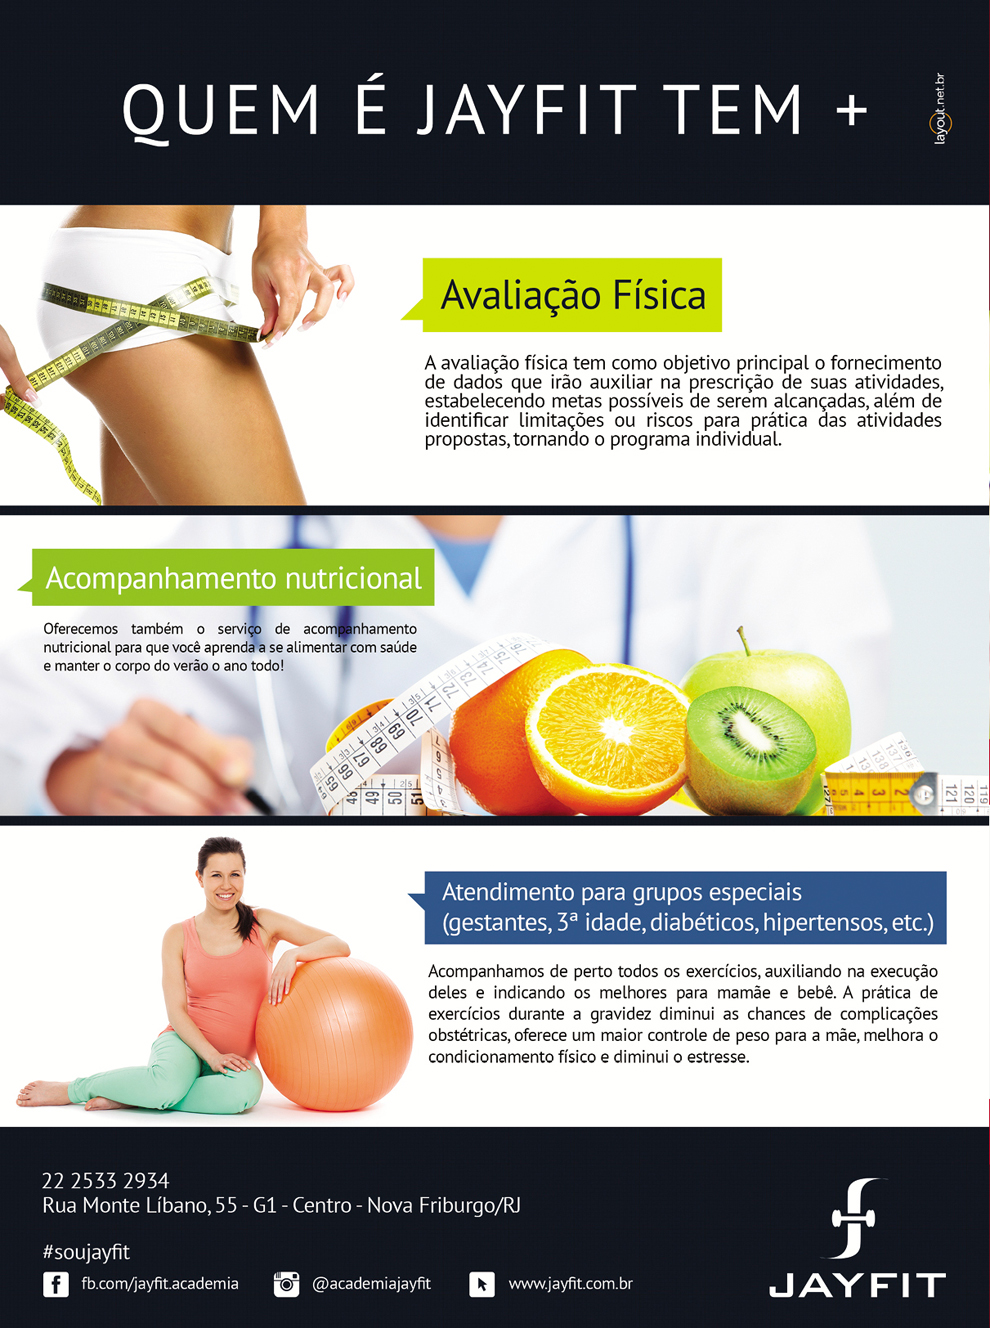 QUEM É JAYFIT TEM +
layout.net.br
Avaliação Física
A avaliação física tem como objetivo principal o fornecimento
de dados que irão auxiliar na prescrição de suas atividades,
estabelecendo metas possíveis de serem alcançadas, além de
identificar limitações ou riscos para prática das atividades
propostas, tornando o programa individual.
Acompanhamento nutricional
Oferecemos também o serviço de acompanhamento
nutricional para que você aprenda a se alimentar com saúde
e manter o corpo do verão o ano todo!
Atendimento para grupos especiais
(gestantes, 3ª idade, diabéticos, hipertensos, etc.)
Acompanhamos de perto todos os exercícios, auxiliando na execução
deles e indicando os melhores para mamãe e bebê. A prática de
exercícios durante a gravidez diminui as chances de complicações
obstétricas, oferece um maior controle de peso para a mãe, melhora o
condicionamento físico e diminui o estresse.
22 2533 2934
Rua Monte Líbano, 55 - G1 - Centro - Nova Friburgo/RJ
#soujayfit
fb.com/jayfit.academia @academiajayfit www.jayfit.com.br
JAYFIT